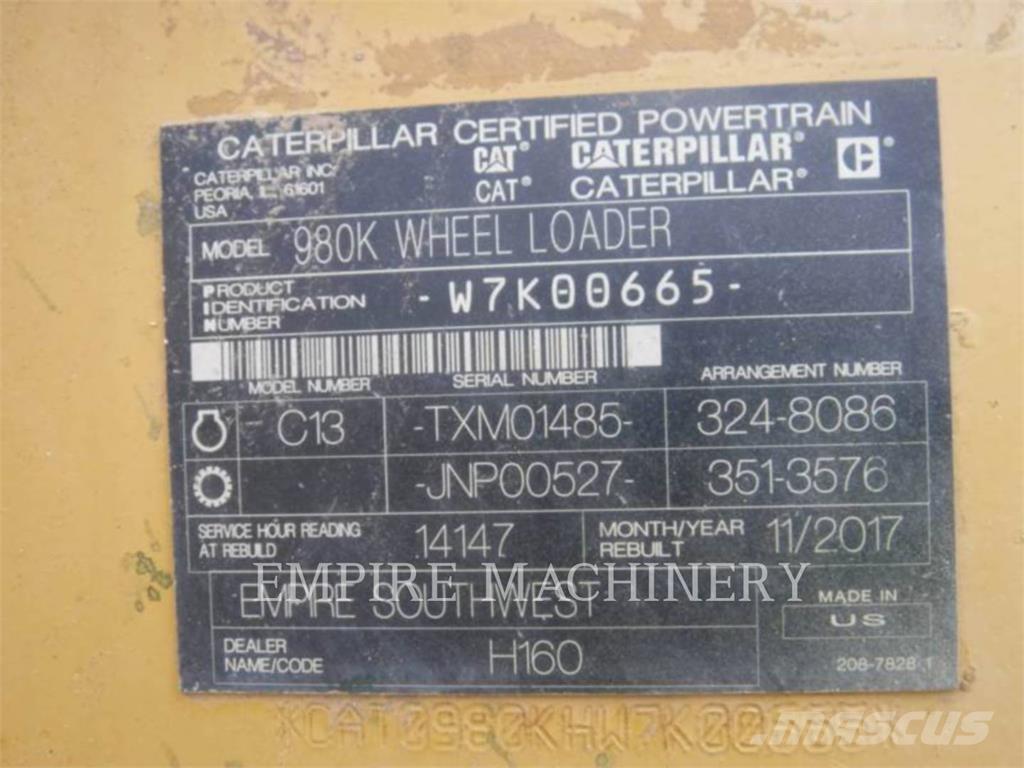 CATERPILLAR CERTIFIED POWERTRAIN
CATERPILLAR INC.
PEORIA, IL, 61601
USA
CAT® CATERPILLAR® C
CAT® CATERPILLAR®
MODEL 980K WHEEL LOADER
PRODUCT
IDENTIFICATION
NUMBER
-W7K00665-
MODEL NUMBER SERIAL NUMBER ARRANGEMENT NUMBER
C13 -TXM01485- 324-8086
-JNP00527- 351-3576
SERVICE HOUR READING
AT REBUILD
14147
MONTH/YEAR
REBUILT
11/2017
EMPIRE MACHINERY
EMPIRE SOUTHWEST
DEALER
NAME/CODE
H160
MADE IN
US
208-7828 1
MASCUS